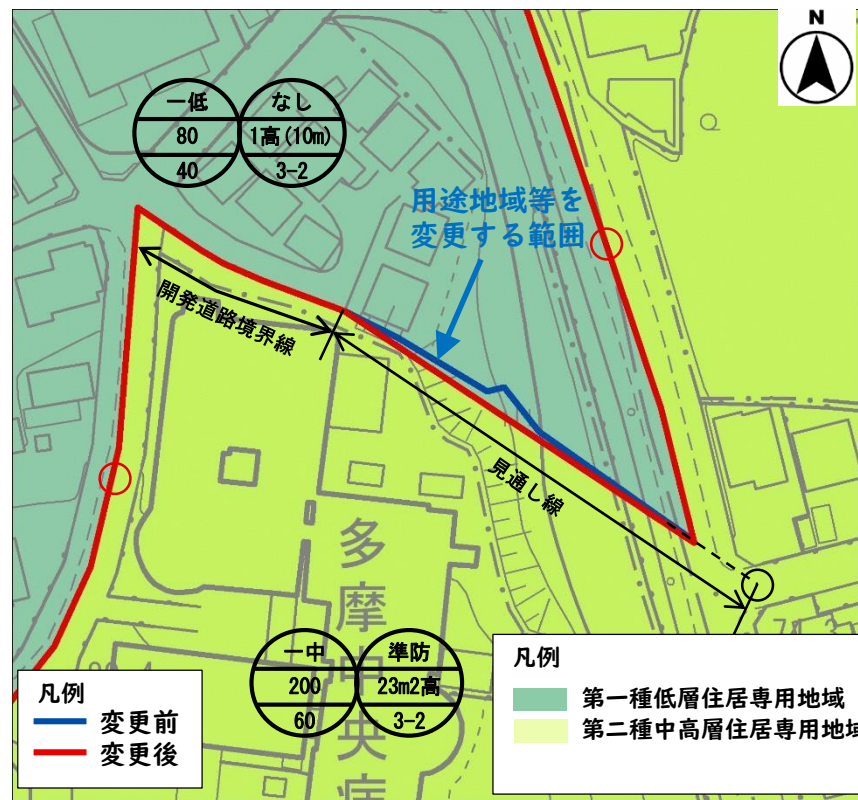 N
一低 なし
80 1高(10m)
40 3-2
用途地域等を
変更する範囲
開発道路境界線
見通し線
多摩中央病
一中 準防
200 23m2高
60 3-2
凡例
変更前
変更後
凡例
第一種低層住居専用地域
第二種中高層住居専用地域